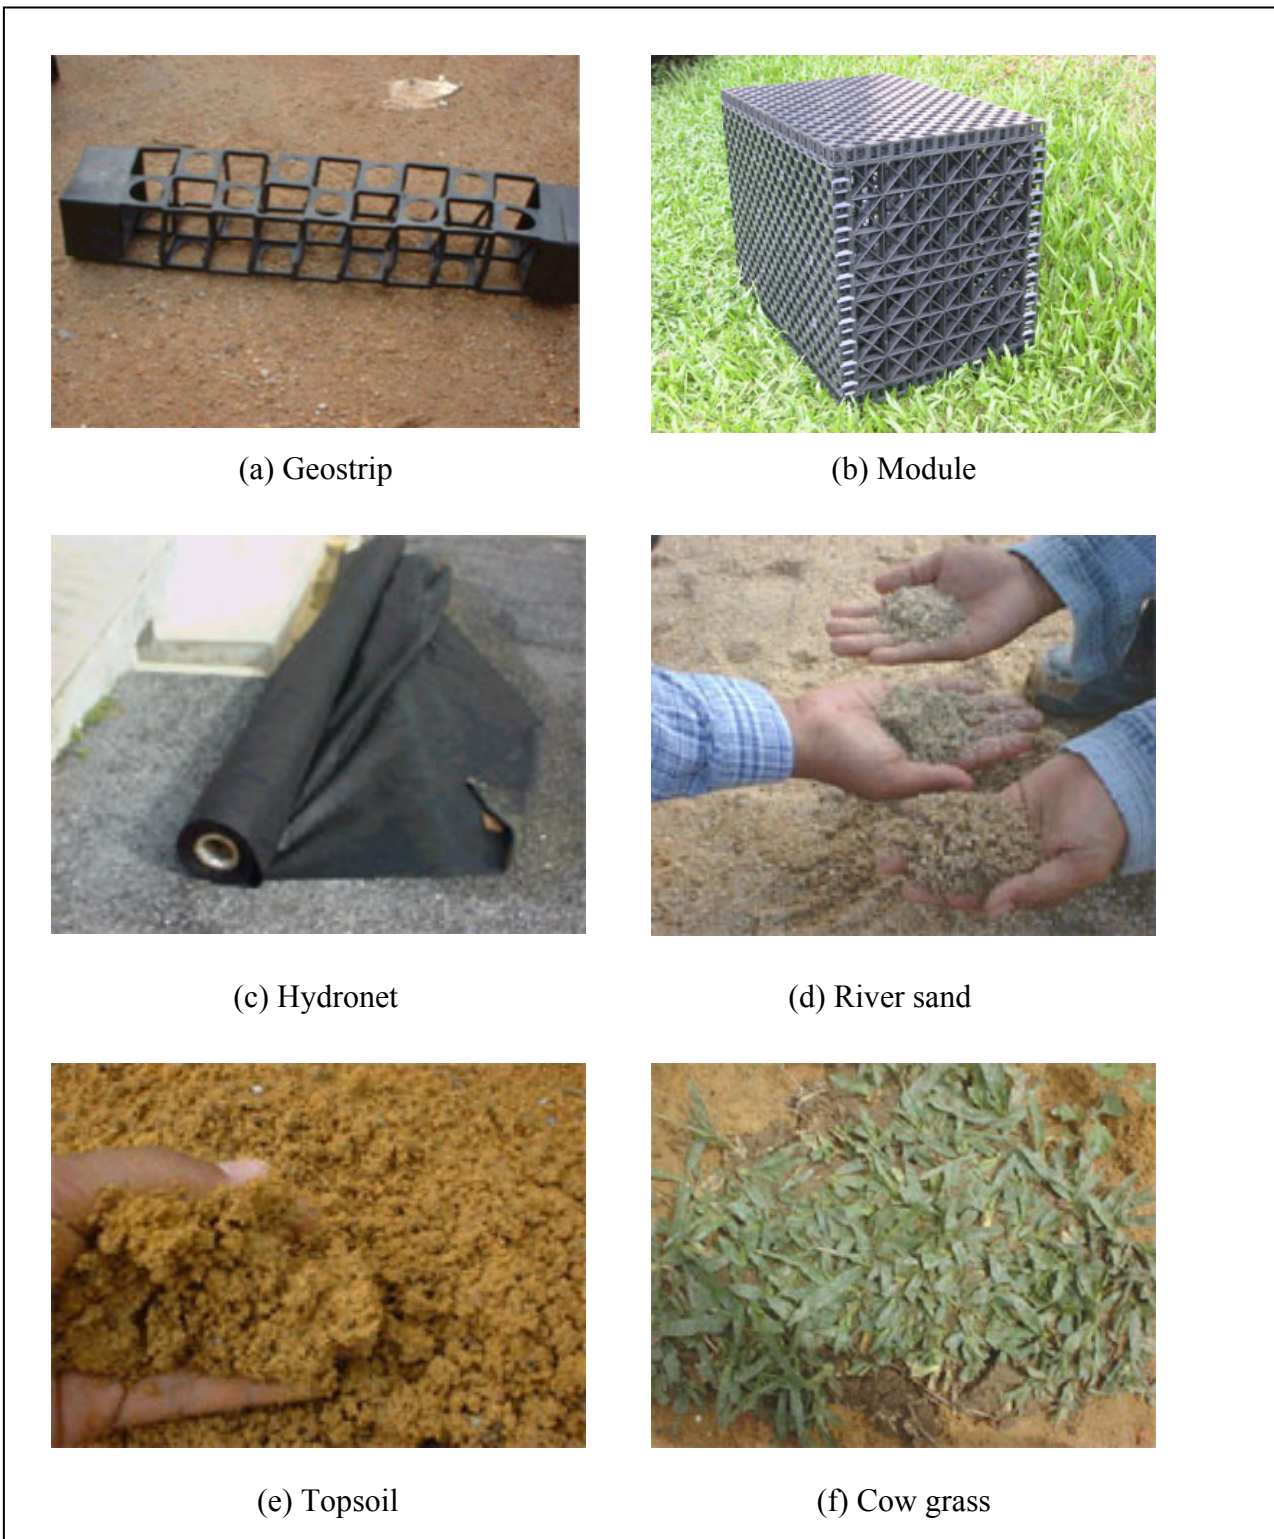 (a) Geostrip
(b) Module
(c) Hydronet
(d) River sand
(e) Topsoil
(f) Cow grass